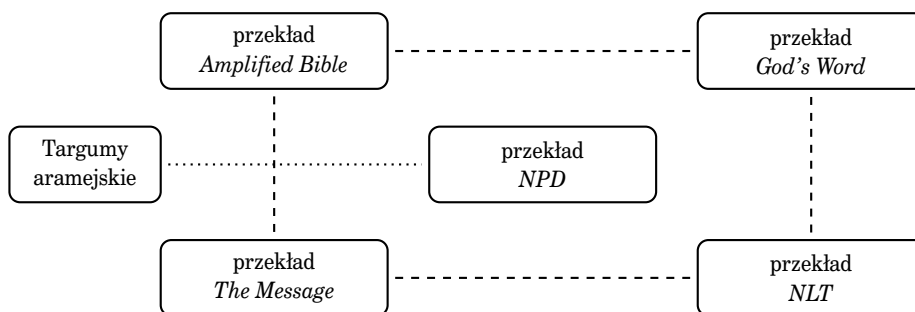 przekład
Amplified Bible
przekład
God’s Word
Targumy
aramejskie
przekład
NPD
przekład
The Message
przekład
NLT